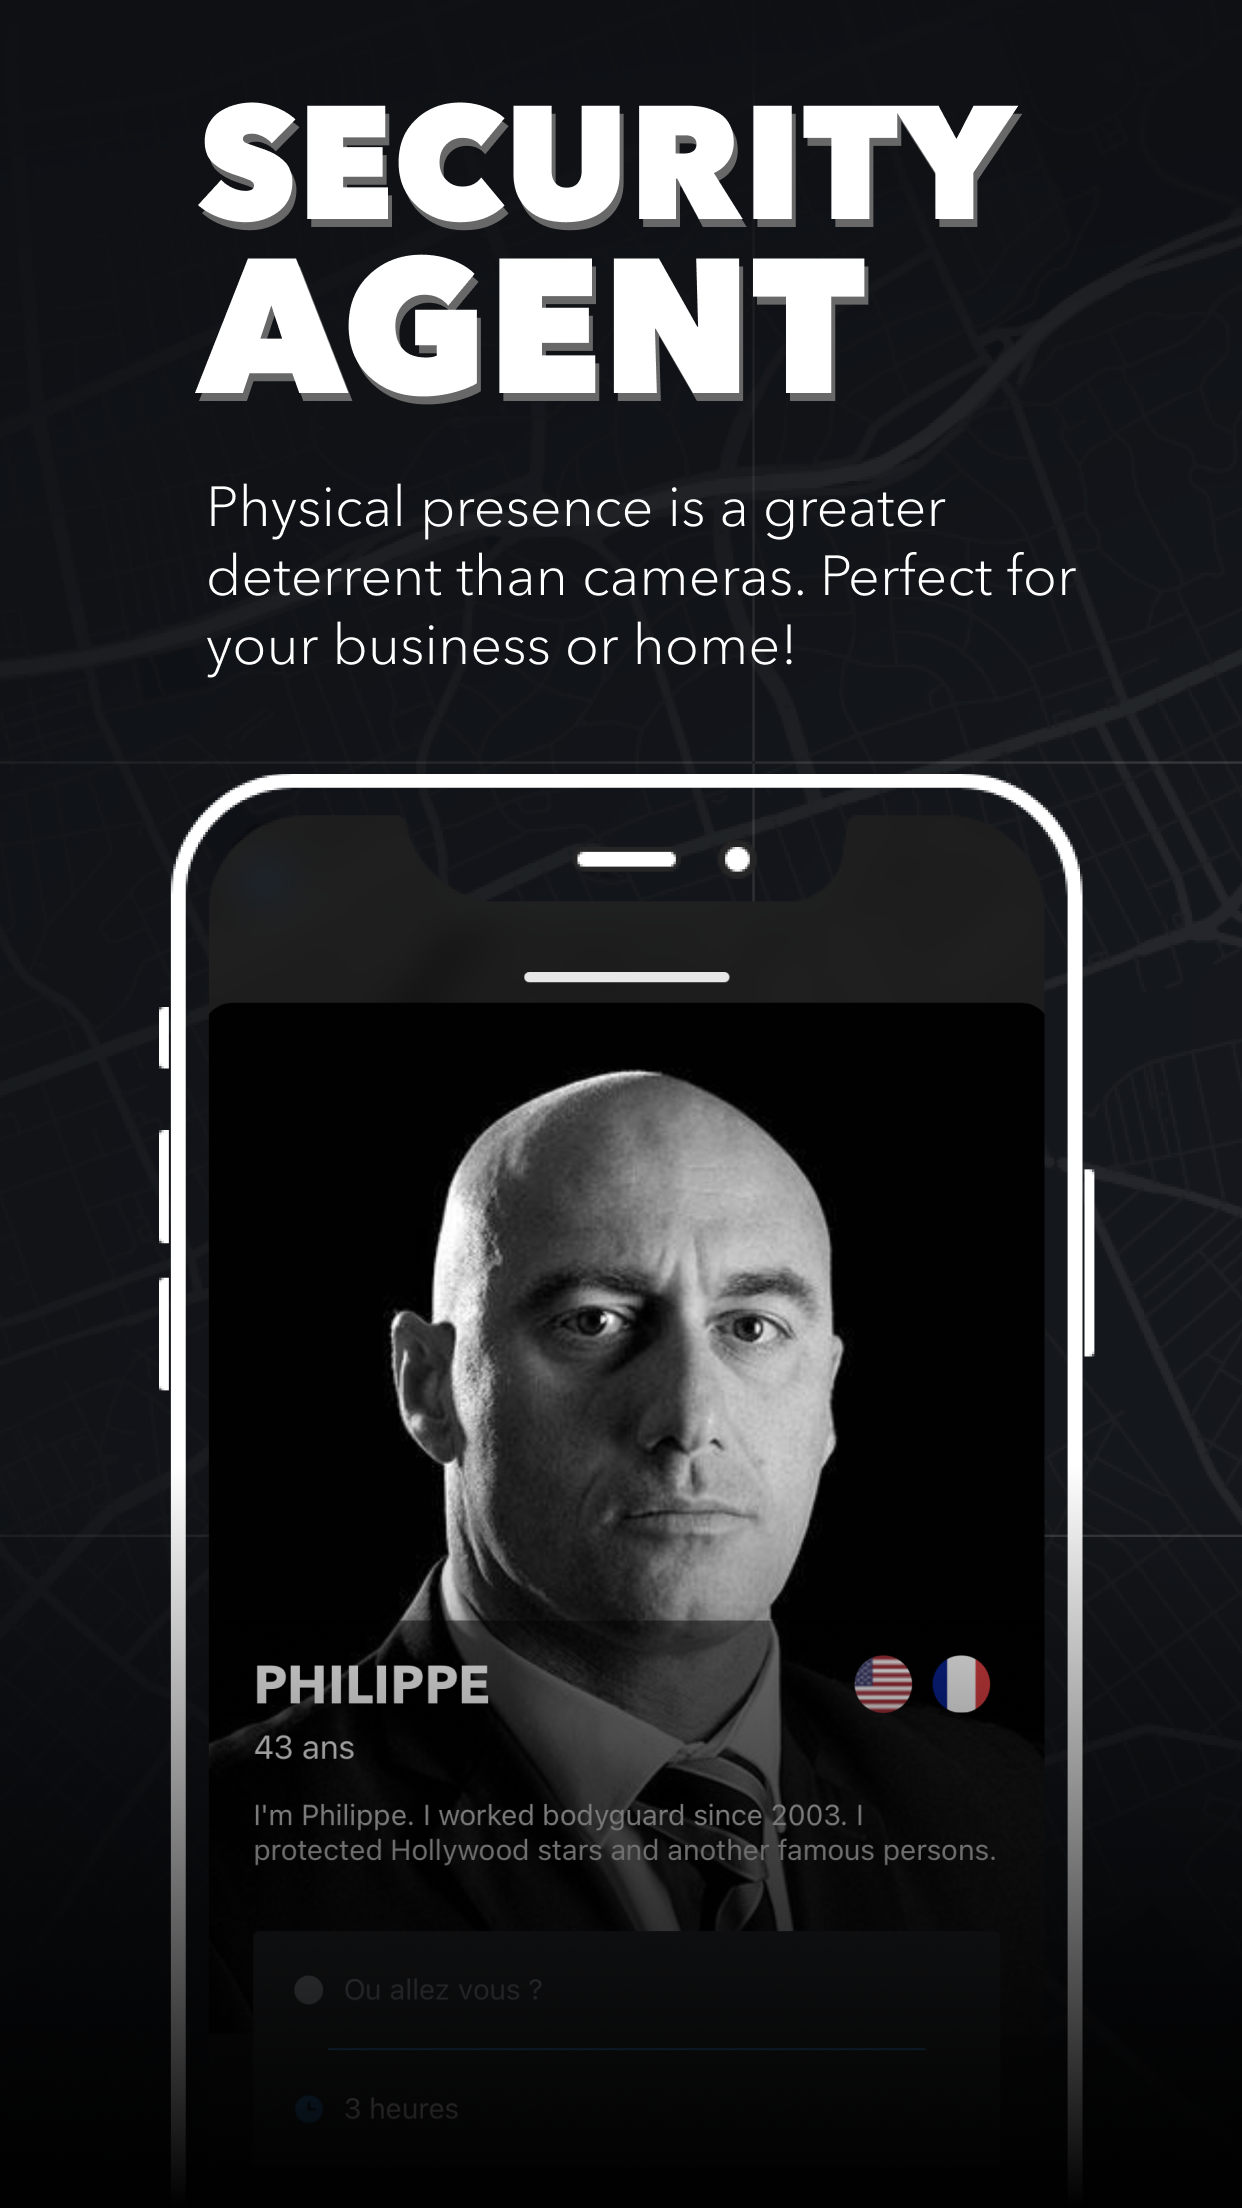 SECURITY
AGENT
Physical presence is a greater
deterrent than cameras. Perfect for
your business or home!
PHILIPPE
43 ans
I'm Philippe. I worked bodyguard since 2003. I
protected Hollywood stars and another famous persons.
Ou allez vous ?
3 heures